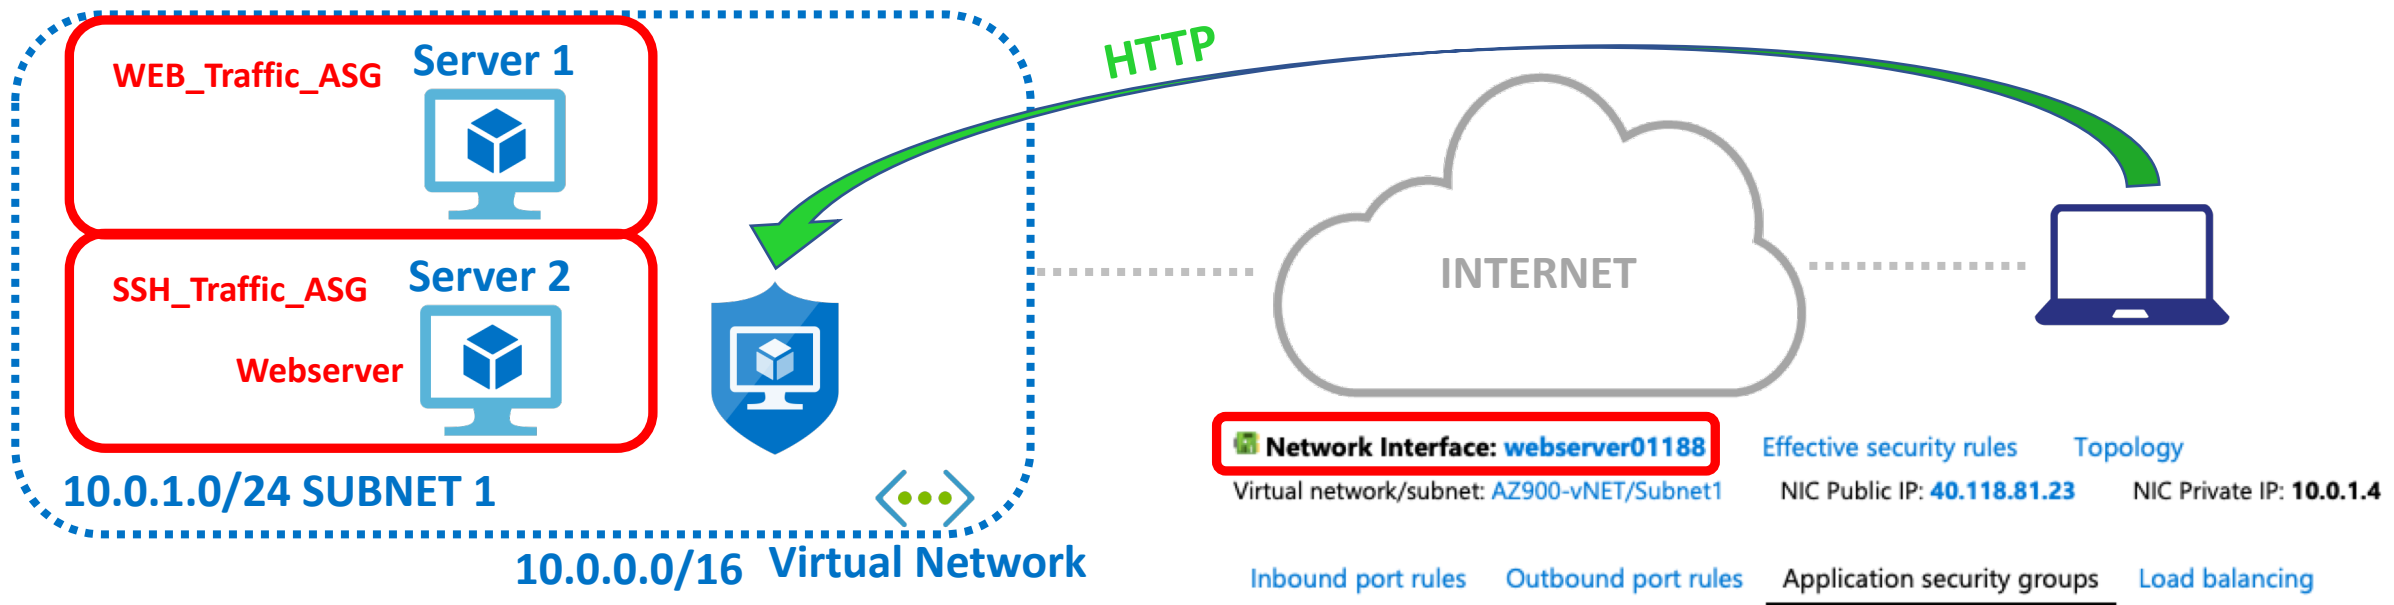 WEB_Traffic_ASG
Server 1
HTTP
SSH_Traffic_ASG
Server 2
Webserver
INTERNET
10.0.1.0/24 SUBNET 1
10.0.0.0/16
Virtual Network
Network Interface: webserver01188 Effective security rules Topology
Virtual network/subnet: AZ900-vNET/Subnet1 NIC Public IP: 40.118.81.23 NIC Private IP: 10.0.1.4
Inbound port rules Outbound port rules Application security groups Load balancing